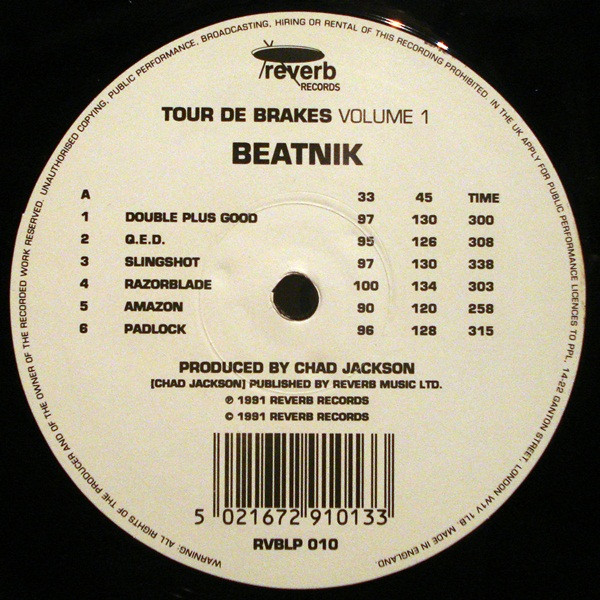 reverb
RECORDS
TOUR DE BRAKES VOLUME 1
BEATNIK
A 33 45 TIME
1 DOUBLE PLUS GOOD 97 130 300
2 Q.E.D. 95 126 308
3 SLINGSHOT 97 130 338
4 RAZORBLADE 100 134 303
5 AMAZON 90 120 258
6 PADLOCK 96 128 315
PRODUCED BY CHAD JACKSON
[CHAD JACKSON] PUBLISHED BY REVERB MUSIC LTD.
℗ 1991 REVERB RECORDS
© 1991 REVERB RECORDS
5 021672 910133
RVBLP 010
WARNING: ALL RIGHTS OF THE PRODUCER AND OF THE OWNER OF THE RECORDED WORK RESERVED. UNAUTHORISED COPYING, PUBLIC PERFORMANCE, BROADCASTING, HIRING OR RENTAL OF THIS RECORDING PROHIBITED. IN THE UK APPLY FOR PUBLIC PERFORMANCE LICENCES TO PPL, 14-22 GANTON STREET, LONDON W1V 1LB. MADE IN ENGLAND.